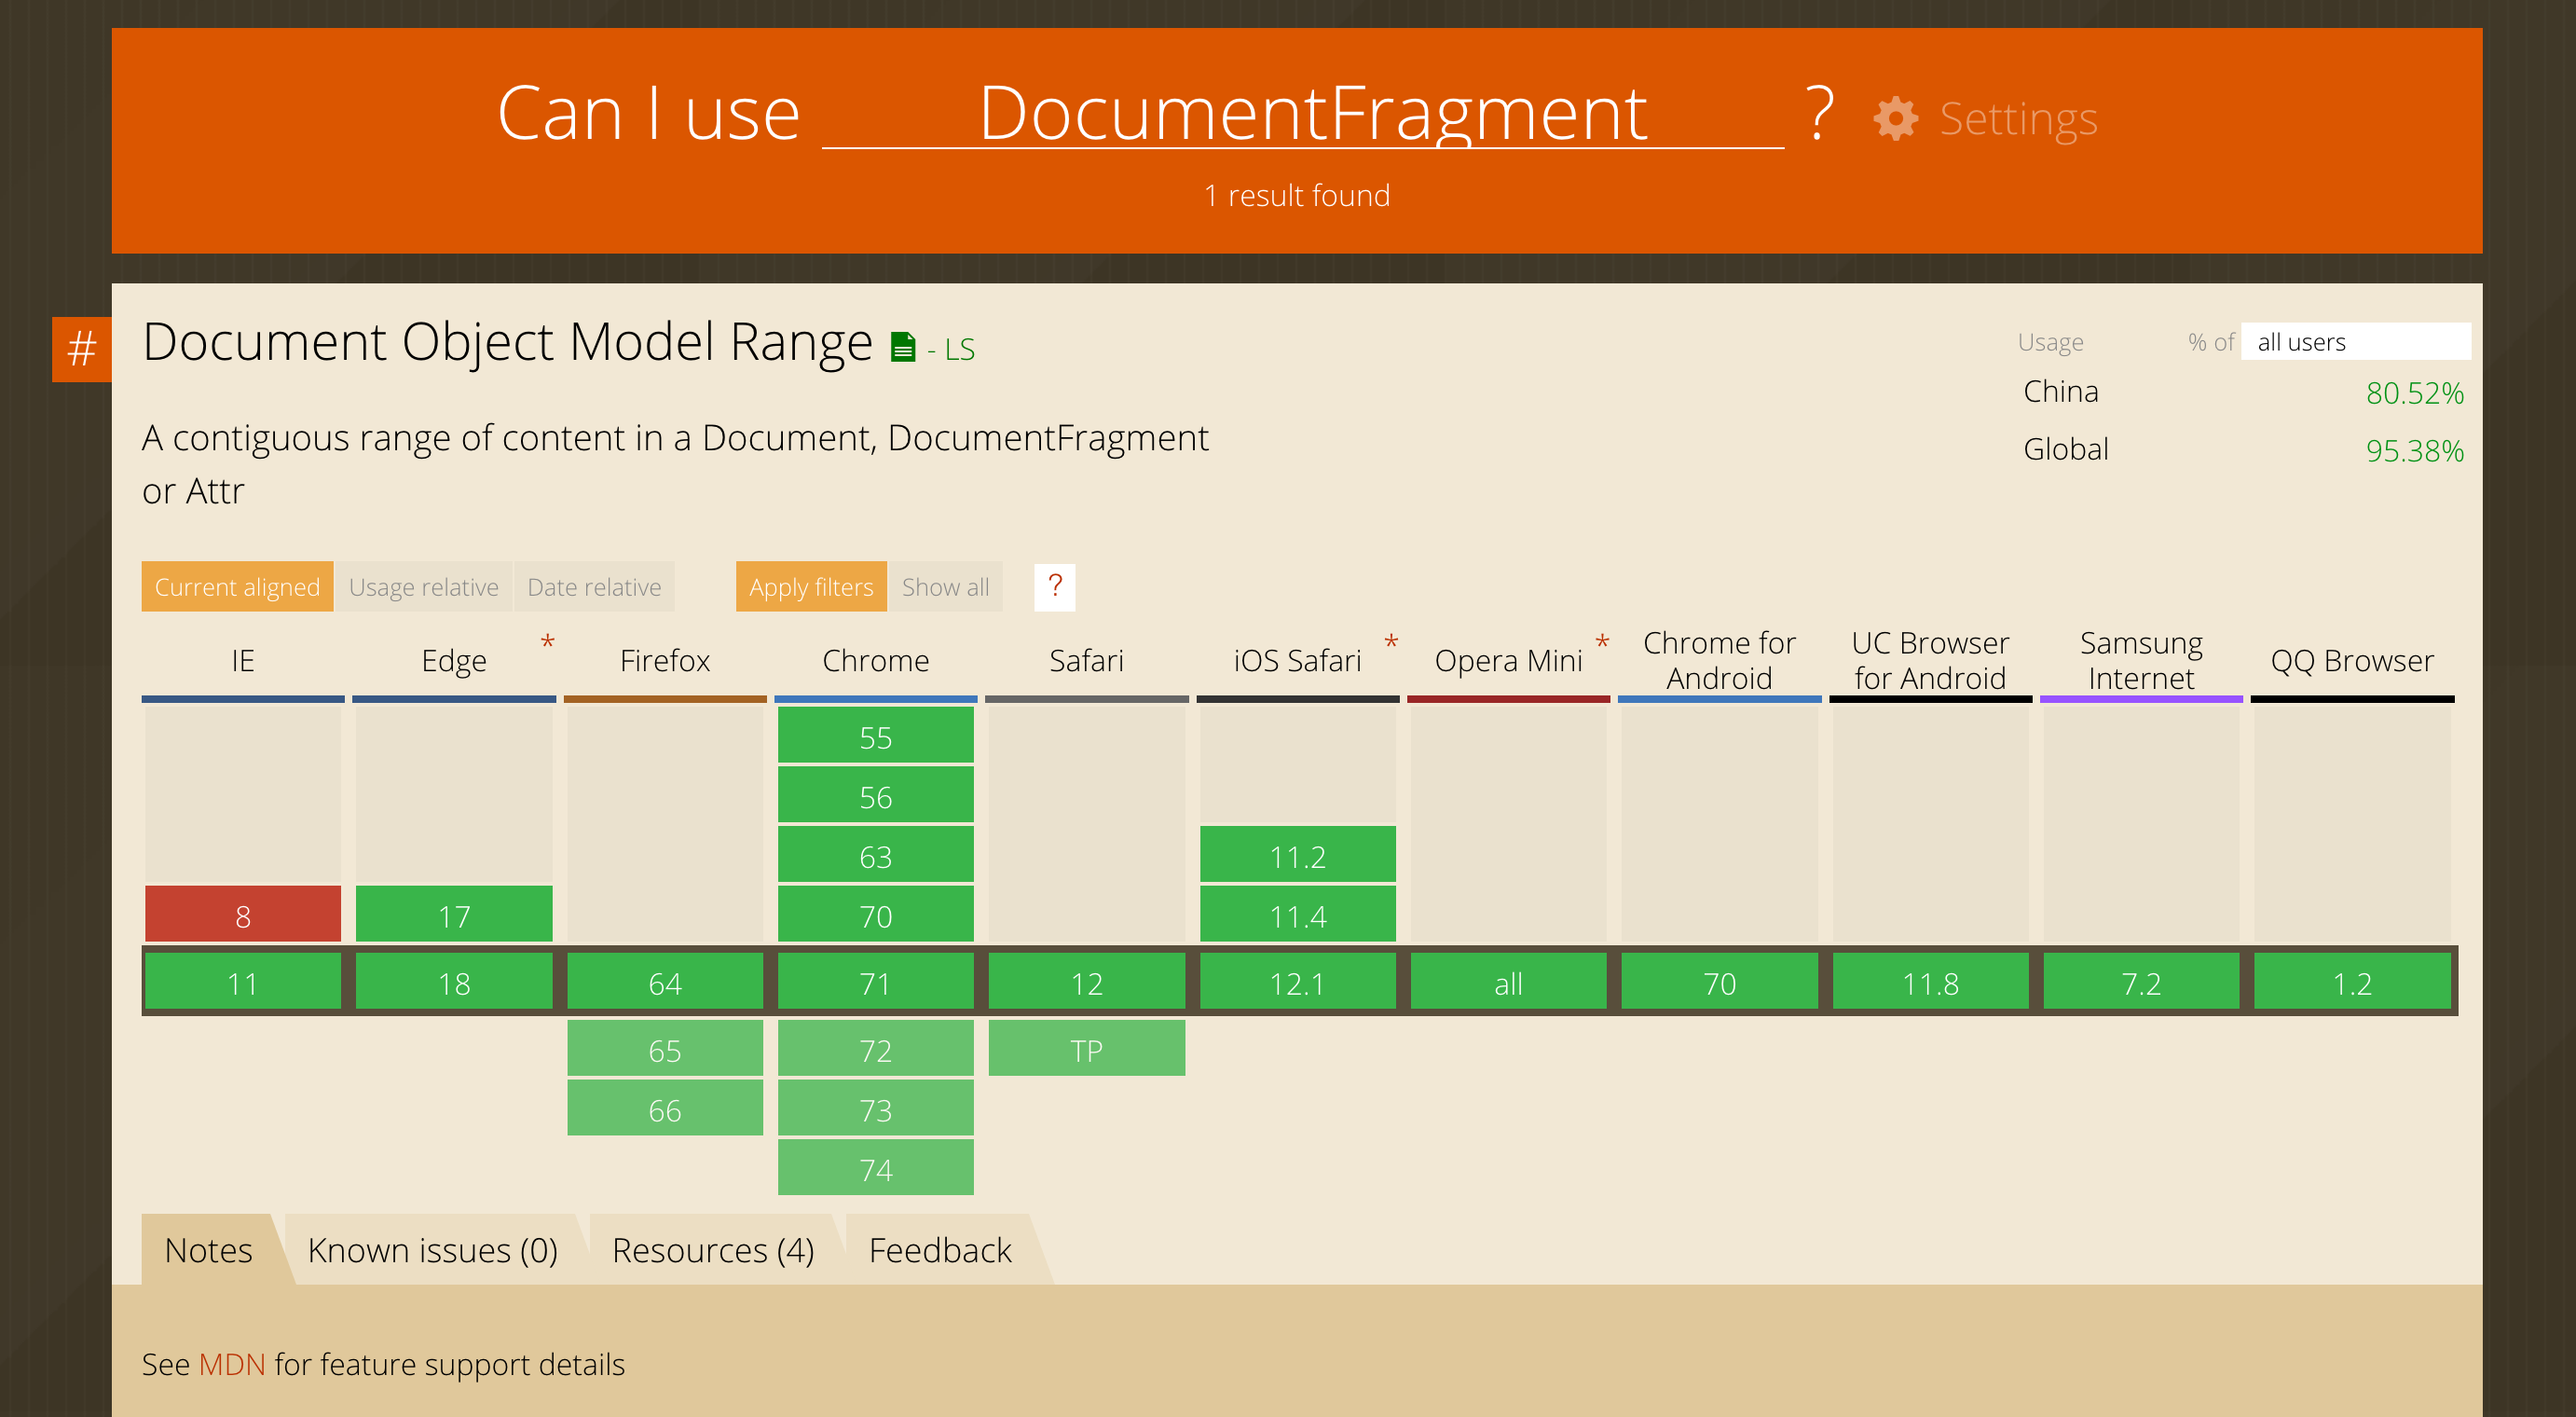 Can I use DocumentFragment ? Settings
1 result found
#
Document Object Model Range - LS
Usage % of all users
China 80.52%
Global 95.38%
A contiguous range of content in a Document, DocumentFragment
or Attr
Current aligned Usage relative Date relative Apply filters Show all ?
IE Edge * Firefox Chrome Safari iOS Safari * Opera Mini * Chrome for Android UC Browser for Android Samsung Internet QQ Browser
55
56
63 11.2
8 17 70 11.4
11 18 64 71 12 12.1 all 70 11.8 7.2 1.2
65 72 TP
66 73
74
Notes Known issues (0) Resources (4) Feedback
See MDN for feature support details